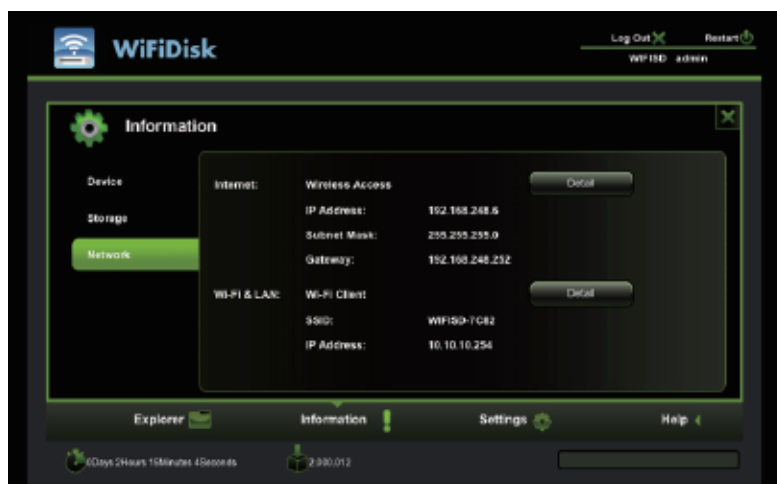 WiFiDisk
Log Out Restart
WIFISD admin
Information
Device
Storage
Network
Internet: Wireless Access Detail
IP Address: 192.168.248.6
Subnet Mask: 255.255.255.0
Gateway: 192.168.248.252
Wi-Fi & LAN: Wi-Fi Client Detail
SSID: WIFISD-7C82
IP Address: 10.10.10.254
Explorer Information Settings Help
0Days 2Hours 15Minutes 4Seconds 2.000.012